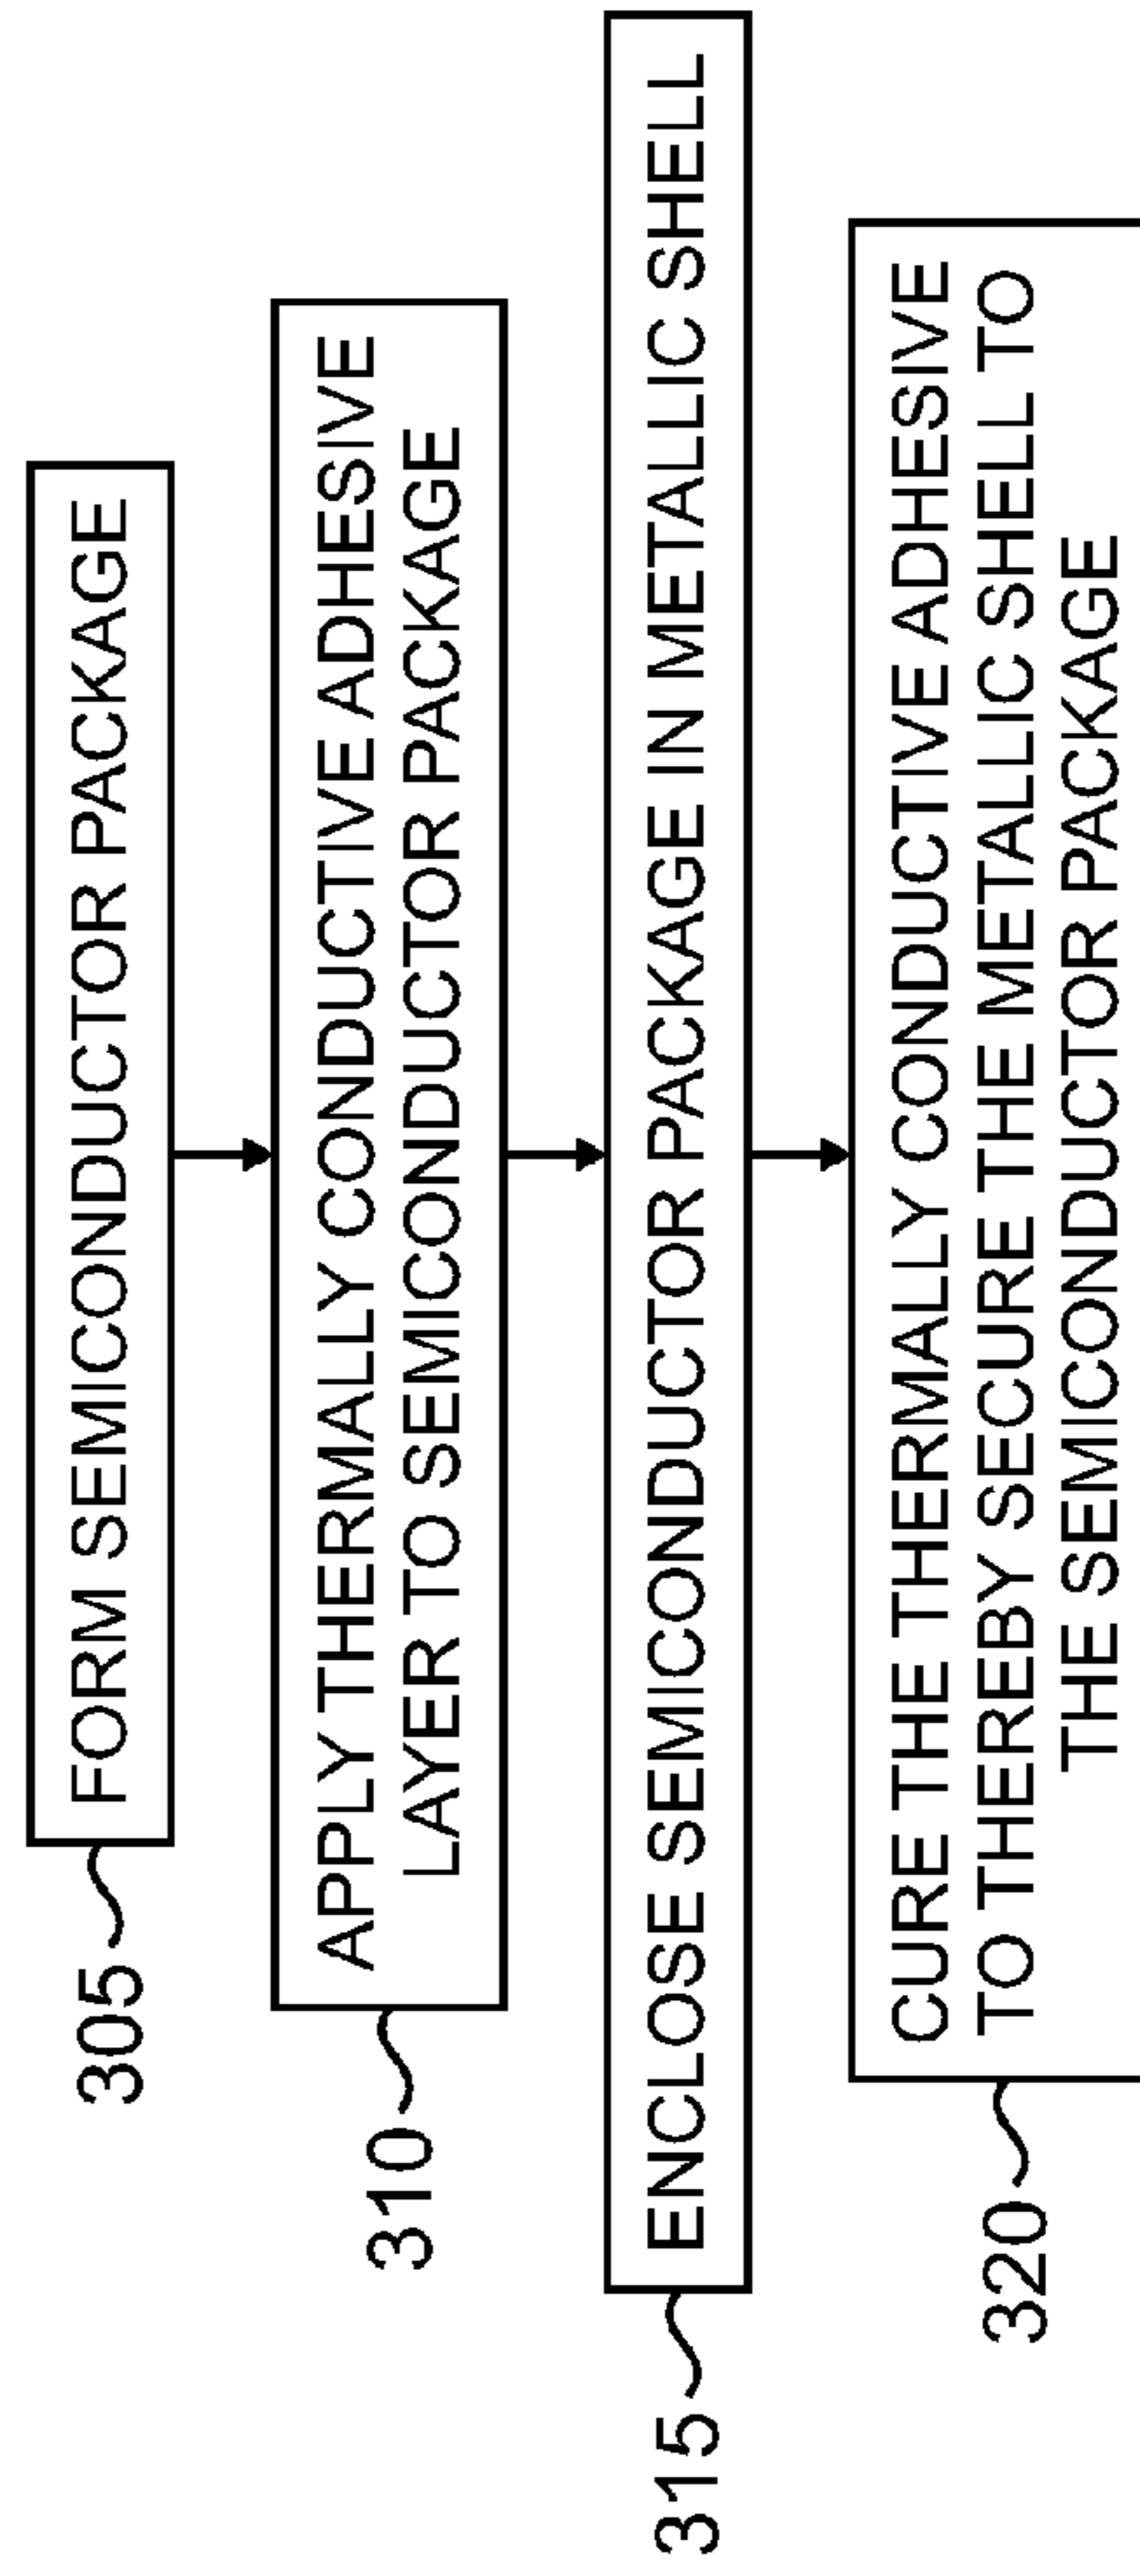 305
FORM SEMICONDUCTOR PACKAGE
310
APPLY THERMALLY CONDUCTIVE ADHESIVE
LAYER TO SEMICONDUCTOR PACKAGE
315
ENCLOSE SEMICONDUCTOR PACKAGE IN METALLIC SHELL
320
CURE THE THERMALLY CONDUCTIVE ADHESIVE
TO THEREBY SECURE THE METALLIC SHELL TO
THE SEMICONDUCTOR PACKAGE